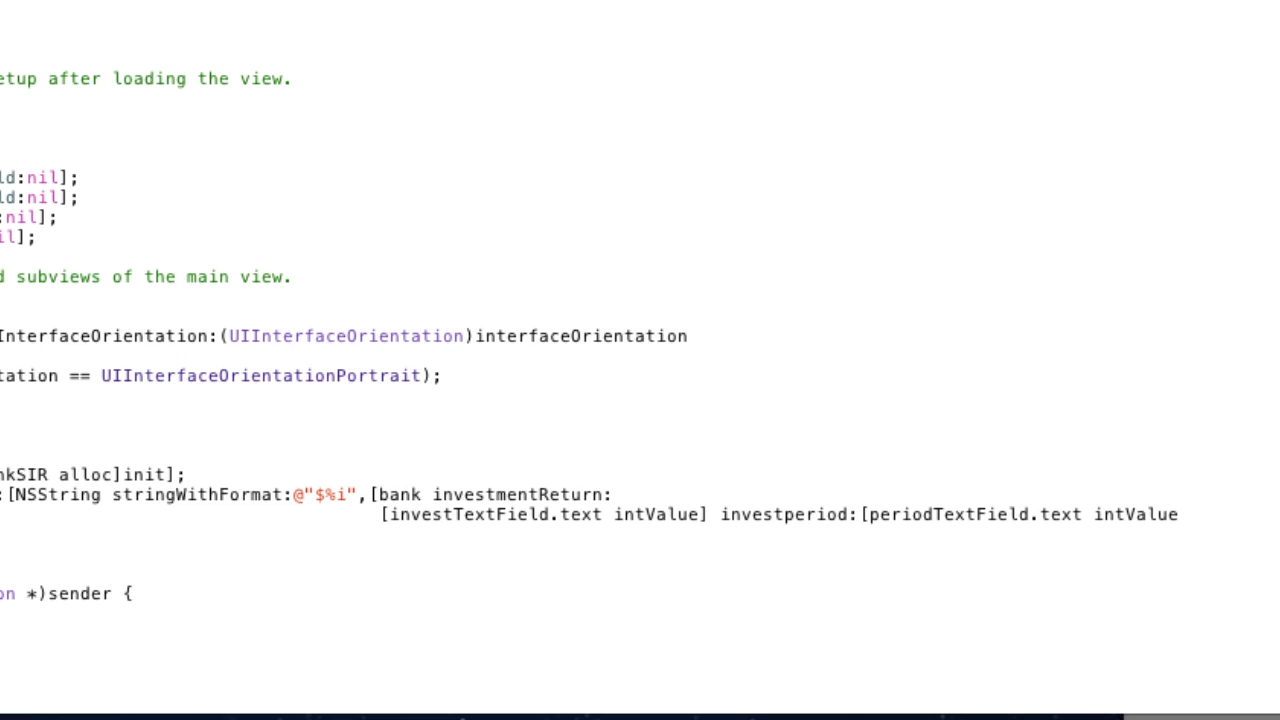 etup after loading the view.
ld:nil];
ld:nil];
:nil];
il];
d subviews of the main view.
InterfaceOrientation:(UIInterfaceOrientation)interfaceOrientation
tation == UIInterfaceOrientationPortrait);
nkSIR alloc]init];
:[NSString stringWithFormat:@"$%i",[bank investmentReturn:
[investTextField.text intValue] investperiod:[periodTextField.text intValue
on *)sender {